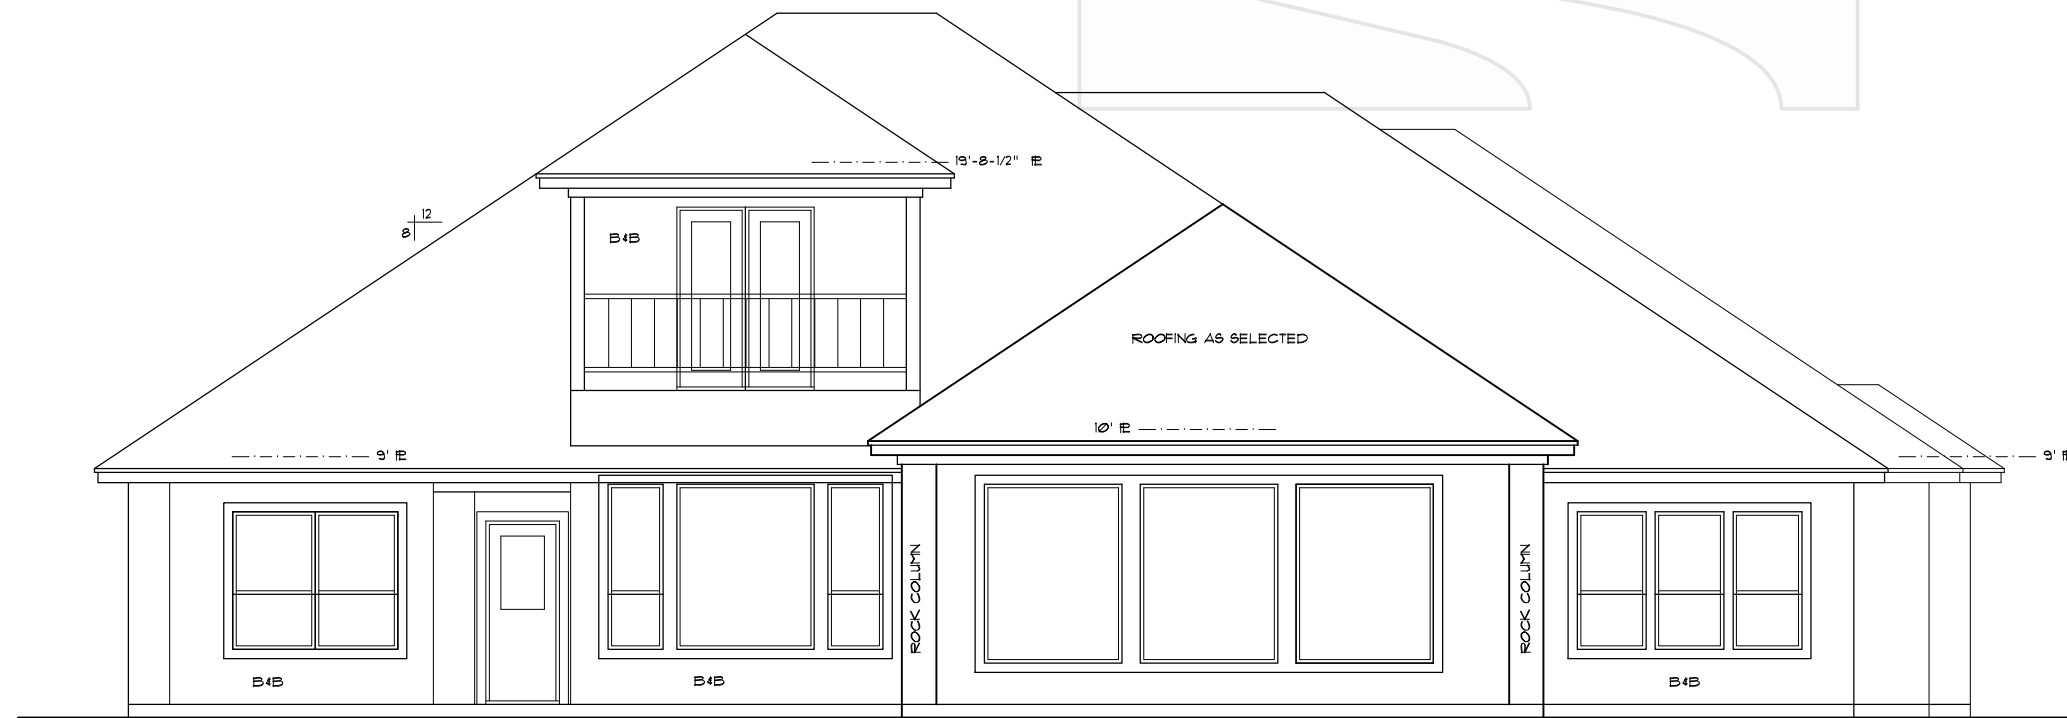 19'-8-1/2" PL
12
8
B&B
ROOFING AS SELECTED
10' PL
9' PL
9' PL
ROCK COLUMN
ROCK COLUMN
B&B
B&B
B&B